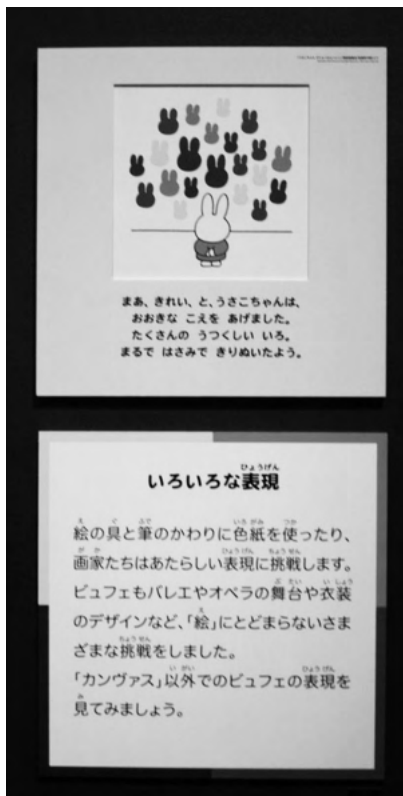 まあ、きれい、と、うさこちゃんは、
おおきな こえを あげました。
たくさんの うつくしい いろ。
まるで はさみで きりぬいたよう。
いろいろな表現
絵の具と筆のかわりに色紙を使ったり、
画家たちはあたらしい表現に挑戦します。
ビュフェもバレエやオペラの舞台や衣装
のデザインなど、「絵」にとどまらないさま
ざまな挑戦をしました。
「カンヴァス」以外でのビュフェの表現を
見てみましょう。